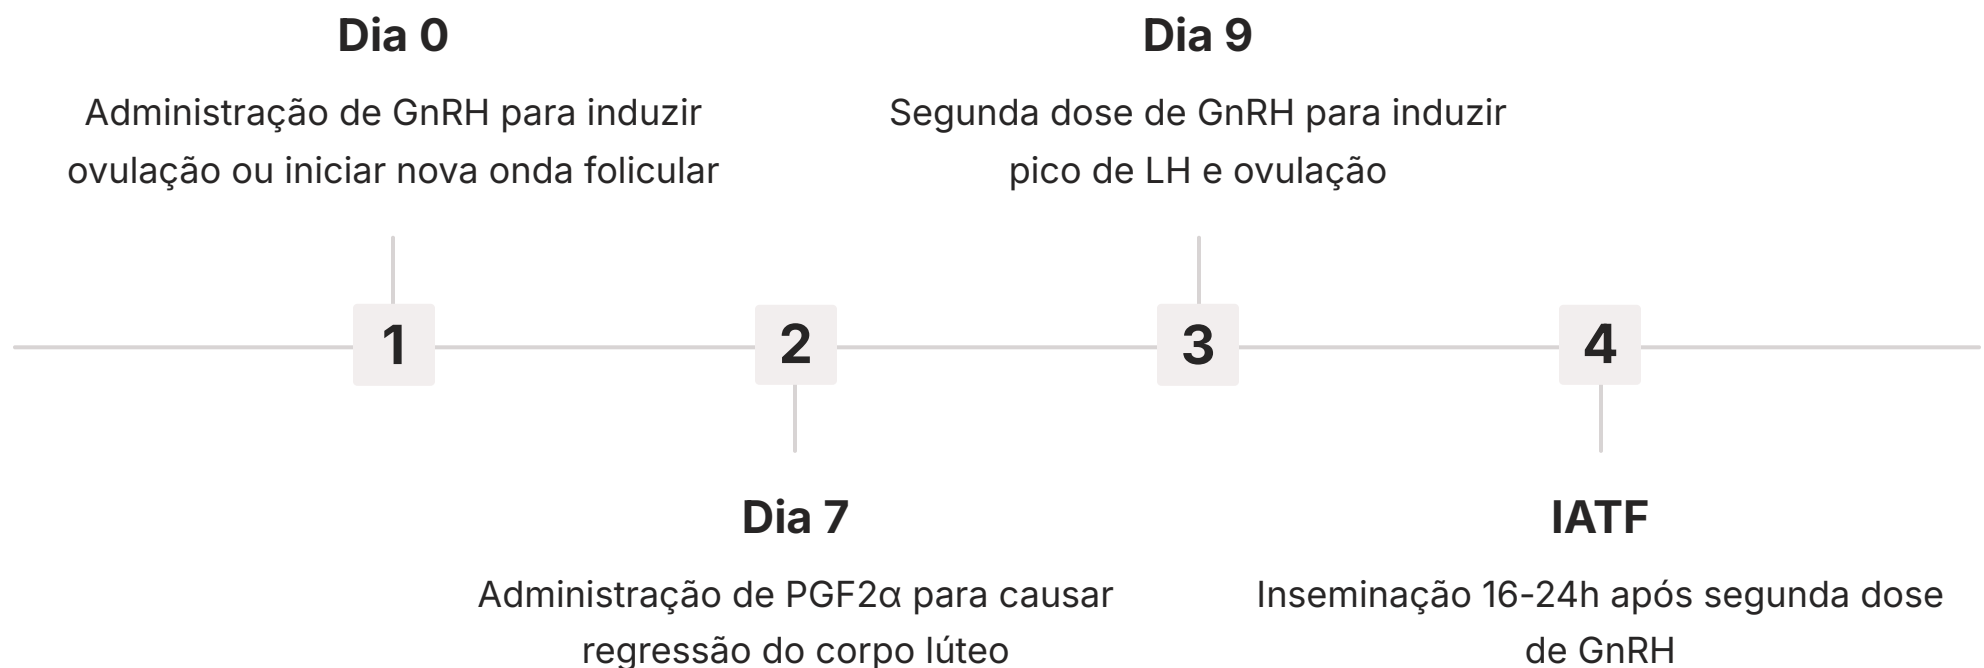 Dia 0
Administração de GnRH para induzir
ovulação ou iniciar nova onda folicular
Dia 9
Segunda dose de GnRH para induzir
pico de LH e ovulação
1
2
3
4
Dia 7
Administração de PGF2α para causar
regressão do corpo lúteo
IATF
Inseminação 16-24h após segunda dose
de GnRH